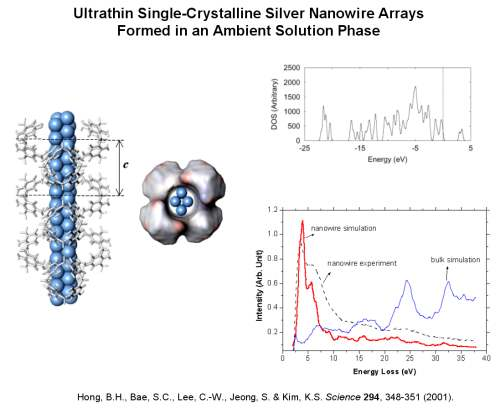 Ultrathin Single-Crystalline Silver Nanowire Arrays
Formed in an Ambient Solution Phase
2500
2000
1500
1000
500
0
DOS (Arbitrary)
-25
-15
-5
5
Energy (eV)
c
1.2
1.0
0.8
0.6
0.4
0.2
Intensity (Arb. Unit)
nanowire simulation
nanowire experiment
bulk simulation
0
5
10
15
20
25
30
35
40
Energy Loss (eV)
Hong, B.H., Bae, S.C., Lee, C.-W., Jeong, S. & Kim, K.S. Science 294, 348-351 (2001).